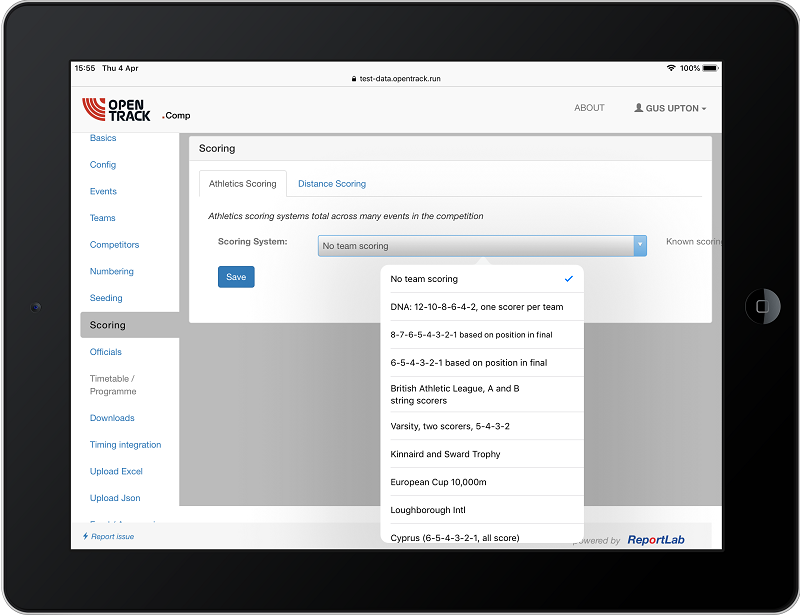 15:55 Thu 4 Apr
100%
test-data.opentrack.run
OPEN
TRACK
.Comp
ABOUT
GUS UPTON
Basics
Config
Events
Teams
Competitors
Numbering
Seeding
Scoring
Officials
Timetable /
Programme
Downloads
Timing integration
Upload Excel
Upload Json
Report issue
Scoring
Athletics Scoring
Distance Scoring
Athletics scoring systems total across many events in the competition
Scoring System:
No team scoring
Known scoring
Save
No team scoring
DNA: 12-10-8-6-4-2, one scorer per team
8-7-6-5-4-3-2-1 based on position in final
6-5-4-3-2-1 based on position in final
British Athletic League, A and B
string scorers
Varsity, two scorers, 5-4-3-2
Kinnaird and Sward Trophy
European Cup 10,000m
Loughborough Intl
Cyprus (6-5-4-3-2-1, all score)
powered by
ReportLab